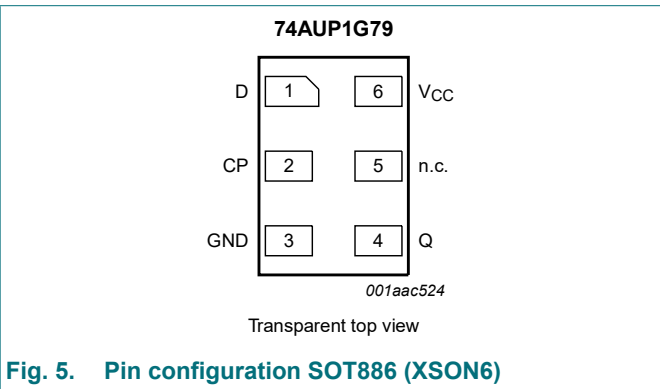 74AUP1G79
D 1 6 VCC
CP 2 5 n.c.
GND 3 4 Q
001aac524
Transparent top view
Fig. 5. Pin configuration SOT886 (XSON6)